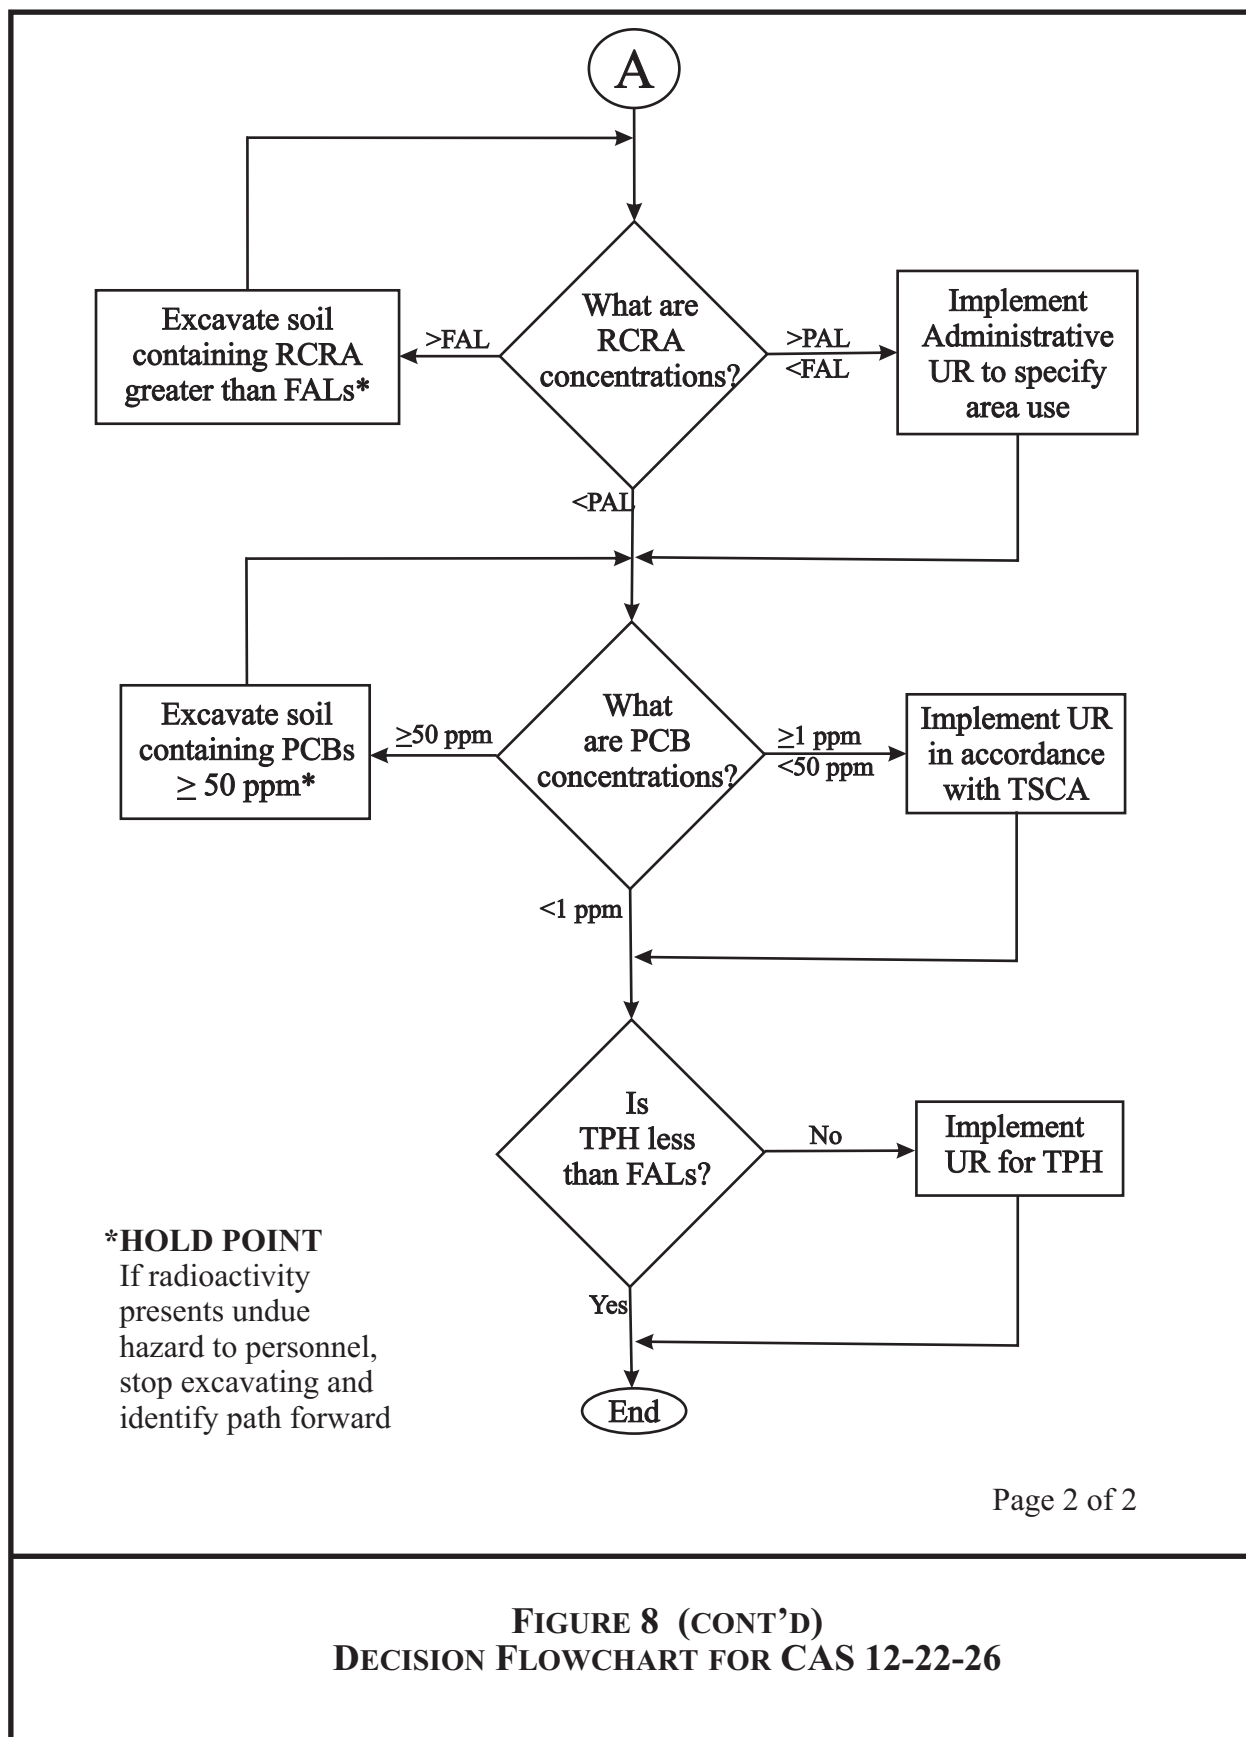 A
What are
RCRA
concentrations?
>FAL
Excavate soil
containing RCRA
greater than FALs*
>PAL
<FAL
Implement
Administrative
UR to specify
area use
<PAL
What
are PCB
concentrations?
≥50 ppm
Excavate soil
containing PCBs
≥ 50 ppm*
≥1 ppm
<50 ppm
Implement UR
in accordance
with TSCA
<1 ppm
Is
TPH less
than FALs?
No
Implement
UR for TPH
Yes
End
*HOLD POINT
If radioactivity
presents undue
hazard to personnel,
stop excavating and
identify path forward
Page 2 of 2
FIGURE 8 (CONT’D)
DECISION FLOWCHART FOR CAS 12-22-26